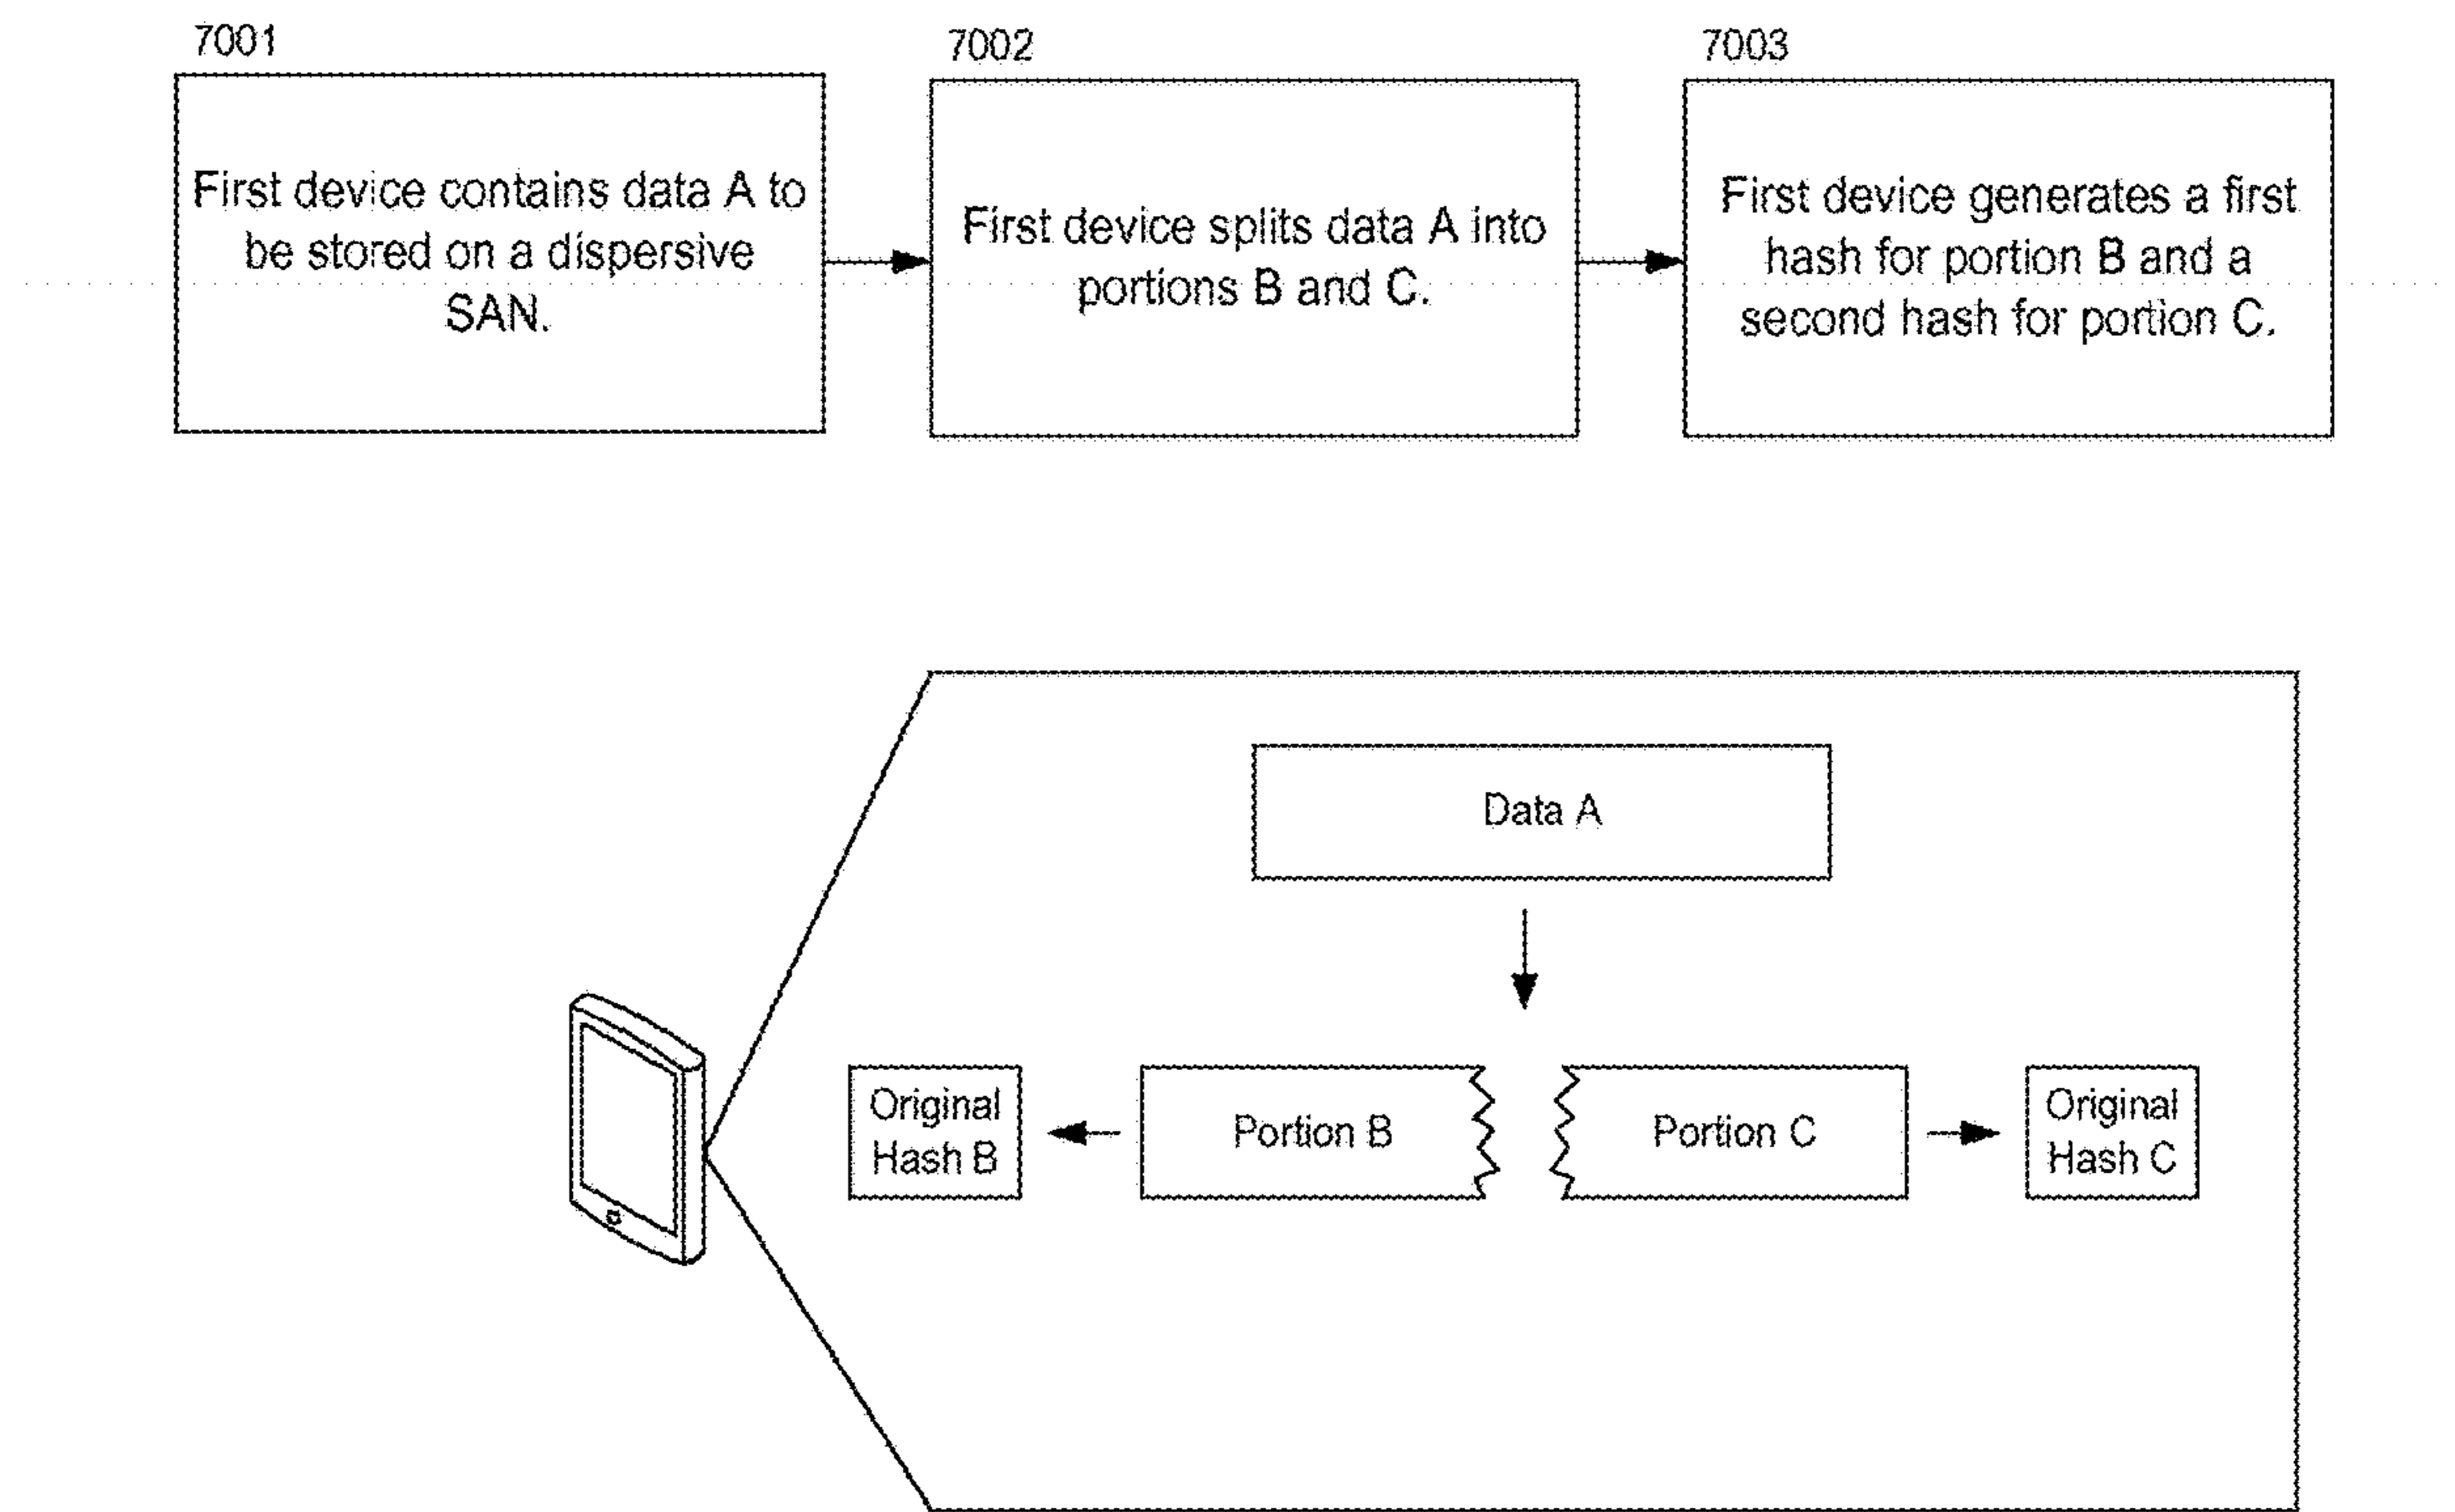 7001
First device contains data A to
be stored on a dispersive
SAN.
7002
First device splits data A into
portions B and C.
7003
First device generates a first
hash for portion B and a
second hash for portion C.
Data A
Original
Hash B
Portion B
Portion C
Original
Hash C